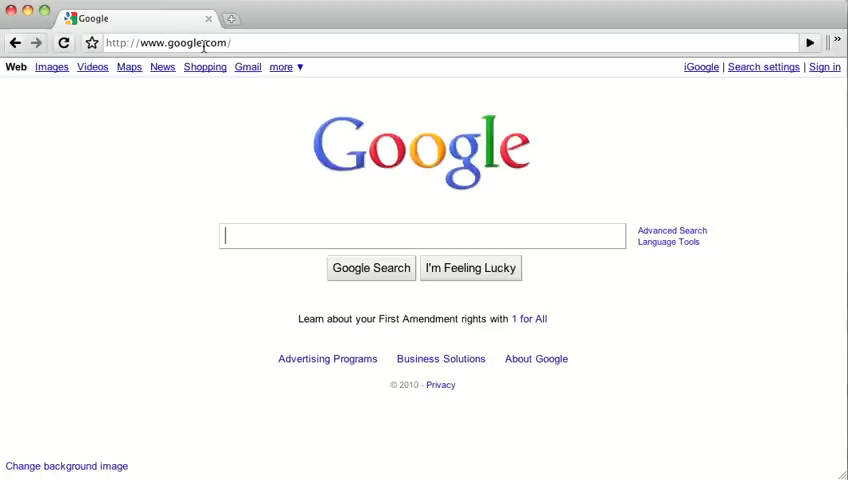 Google
http://www.google.com/
Web Images Videos Maps News Shopping Gmail more ▼ iGoogle | Search settings | Sign in
Google
Advanced Search
Language Tools
Google Search I'm Feeling Lucky
Learn about your First Amendment rights with 1 for All
Advertising Programs Business Solutions About Google
© 2010 - Privacy
Change background image